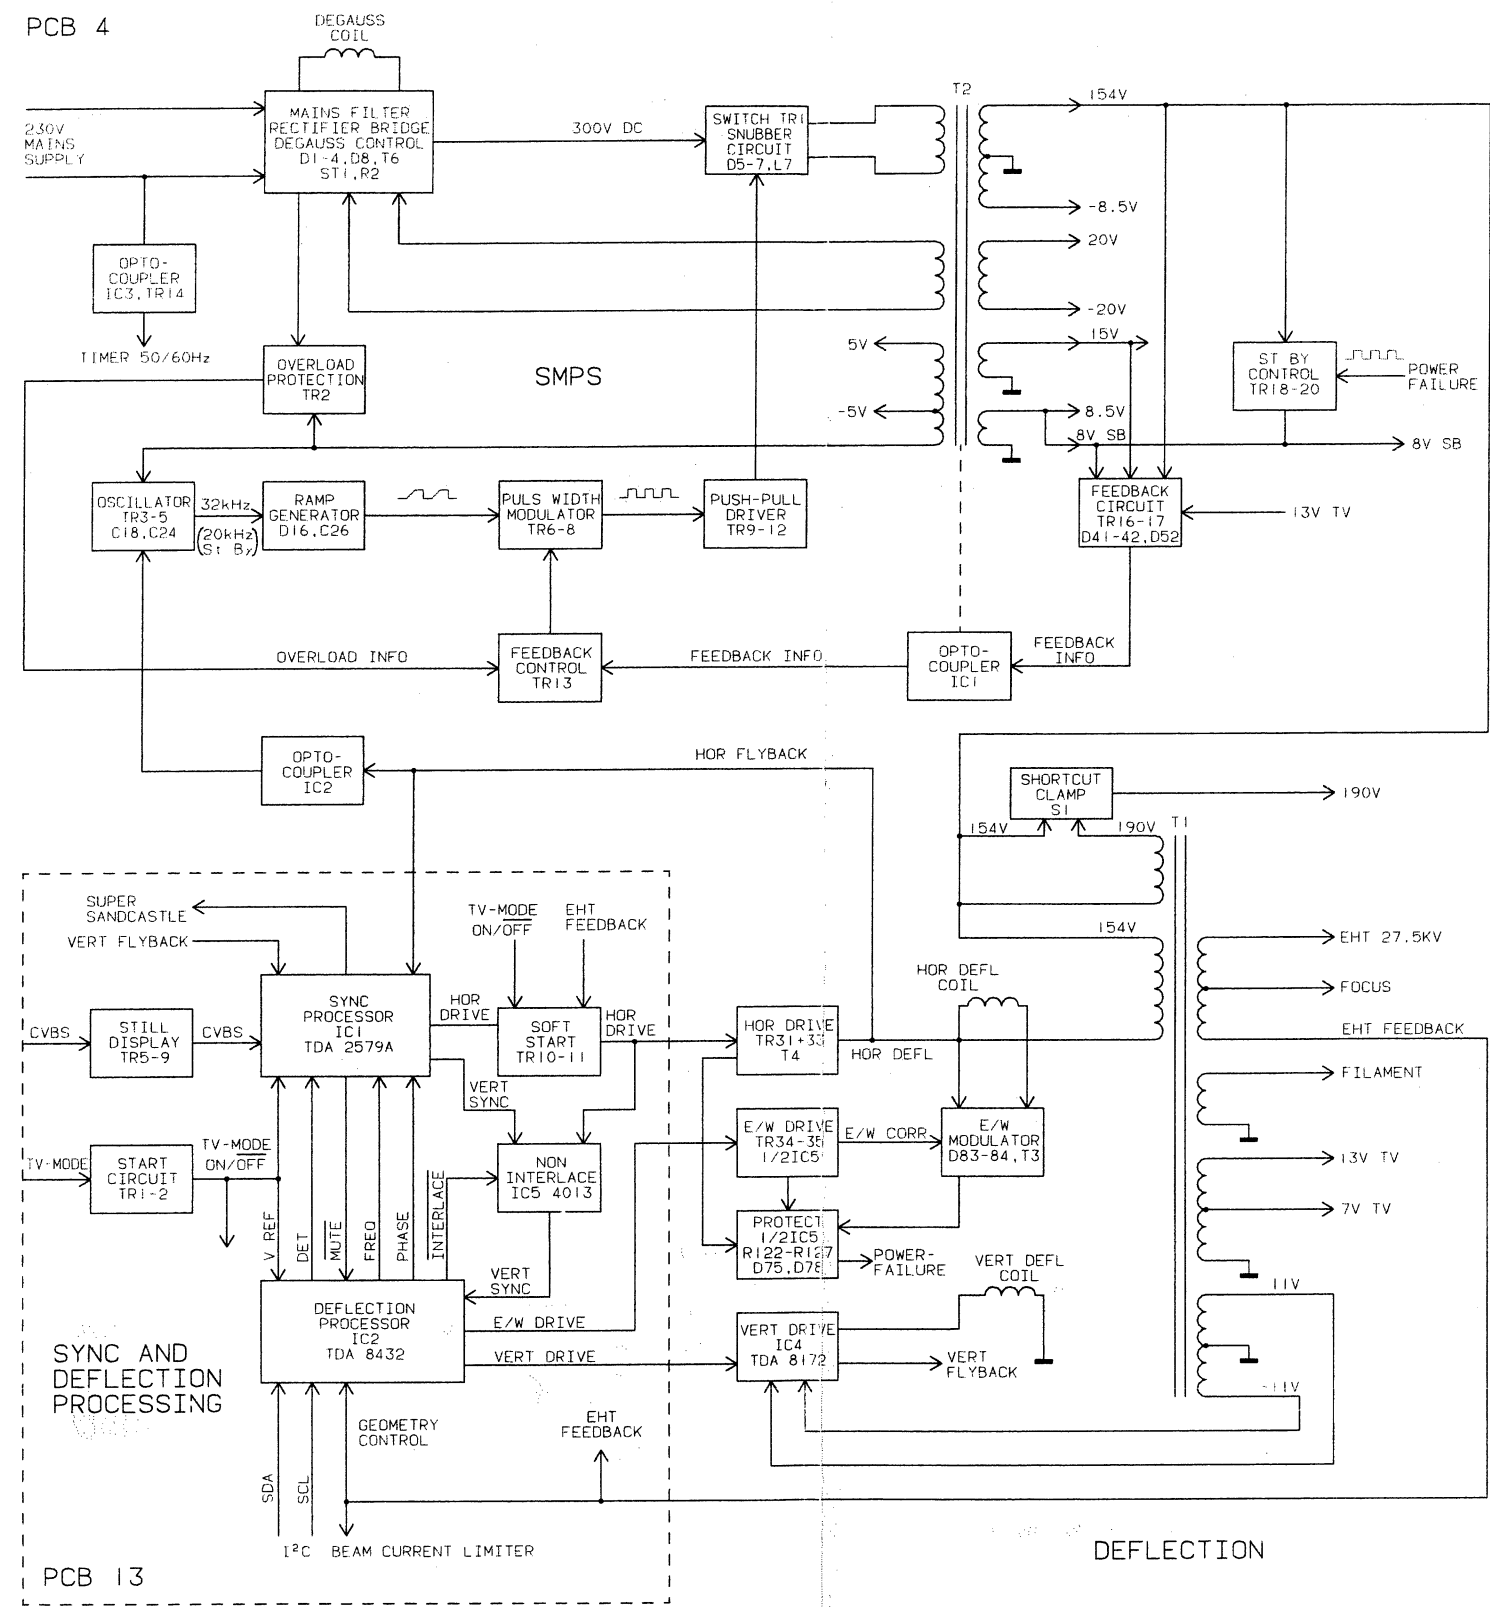 PCB 4
DEGAUSS
COIL
230V
MAINS
SUPPLY
MAINS FILTER
RECTIFIER BRIDGE
DEGAUSS CONTROL
D1-4,D8,T6
ST1,R2
300V DC
SWITCH TR1
SNUBBER
CIRCUIT
D5-7,L7
T2
154V
-8.5V
20V
-20V
15V
8.5V
8V SB
5V
-5V
OPTO-
COUPLER
IC3,TR14
TIMER 50/60Hz
OVERLOAD
PROTECTION
TR2
SMPS
ST BY
CONTROL
TR18-20
POWER
FAILURE
8V SB
OSCILLATOR
TR3-5
C18,C24
32kHz
(20kHz
St By)
RAMP
GENERATOR
D16,C26
PULS WIDTH
MODULATOR
TR6-8
PUSH-PULL
DRIVER
TR9-12
FEEDBACK
CIRCUIT
TR16-17
D41-42,D52
13V TV
OVERLOAD INFO
FEEDBACK
CONTROL
TR13
FEEDBACK INFO
OPTO-
COUPLER
IC1
FEEDBACK
INFO
OPTO-
COUPLER
IC2
HOR FLYBACK
SHORTCUT
CLAMP
S1
190V
154V
190V
T1
154V
SUPER
SANDCASTLE
VERT FLYBACK
TV-MODE
ON/OFF
EHT
FEEDBACK
CVBS
STILL
DISPLAY
TR5-9
CVBS
SYNC
PROCESSOR
IC1
TDA 2579A
HOR
DRIVE
SOFT
START
TR10-11
HOR
DRIVE
HOR DRIVE
TR31+33
T4
HOR DEFL
HOR DEFL
COIL
EHT 27.5KV
FOCUS
EHT FEEDBACK
FILAMENT
13V TV
7V TV
11V
-11V
VERT
SYNC
TV-MODE
START
CIRCUIT
TR1-2
TV-MODE
ON/OFF
NON
INTERLACE
IC5 4013
E/W DRIVE
TR34-35
1/2IC5
E/W CORR
E/W
MODULATOR
D83-84,T3
V REF
DET
MUTE
FREQ
PHASE
INTERLACE
PROTECT
1/2IC5
R122-R127
D75,D78
POWER-
FAILURE
VERT DEFL
COIL
VERT
SYNC
DEFLECTION
PROCESSOR
IC2
TDA 8432
E/W DRIVE
VERT DRIVE
VERT DRIVE
IC4
TDA 8172
VERT
FLYBACK
SYNC AND
DEFLECTION
PROCESSING
GEOMETRY
CONTROL
EHT
FEEDBACK
SDA
SCL
I²C
BEAM CURRENT LIMITER
PCB 13
DEFLECTION